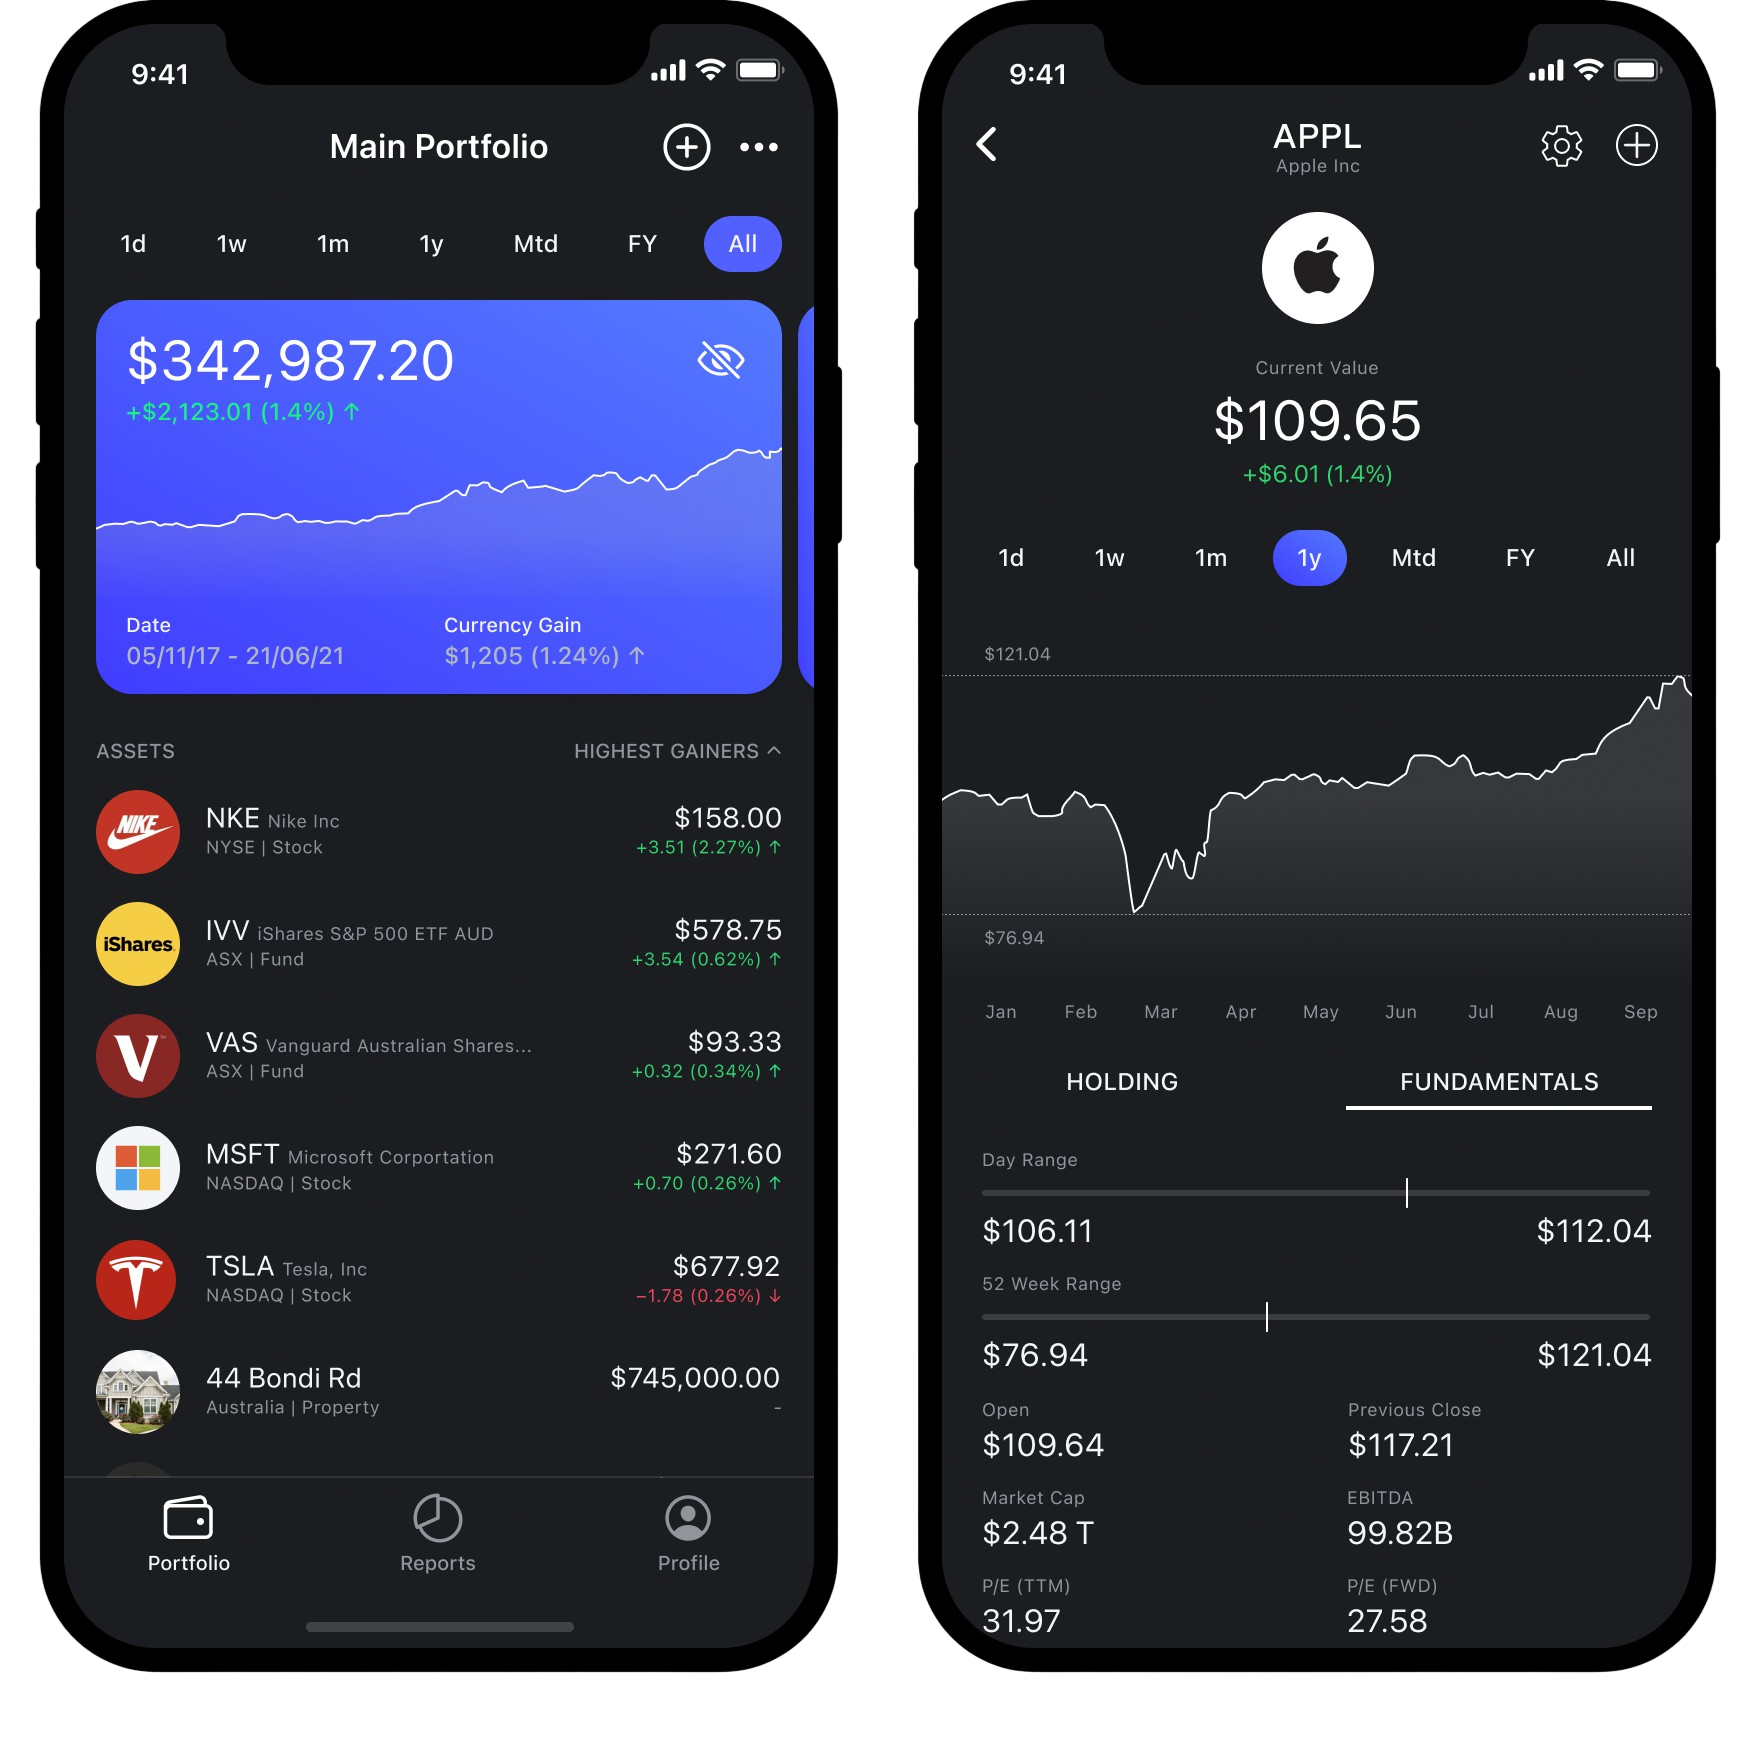 9:41
Main Portfolio
1d 1w 1m 1y Mtd FY All
$342,987.20
+$2,123.01 (1.4%) ↑
Date Currency Gain
05/11/17 - 21/06/21 $1,205 (1.24%) ↑
ASSETS HIGHEST GAINERS
NIKE
NKE Nike Inc $158.00
NYSE | Stock +3.51 (2.27%) ↑
iShares.
IVV iShares S&P 500 ETF AUD $578.75
ASX | Fund +3.54 (0.62%) ↑
V
VAS Vanguard Australian Shares... $93.33
ASX | Fund +0.32 (0.34%) ↑
MSFT Microsoft Corportation $271.60
NASDAQ | Stock +0.70 (0.26%) ↑
TSLA Tesla, Inc $677.92
NASDAQ | Stock −1.78 (0.26%) ↓
44 Bondi Rd $745,000.00
Australia | Property -
Portfolio Reports Profile
9:41
APPL
Apple Inc
Current Value
$109.65
+$6.01 (1.4%)
1d 1w 1m 1y Mtd FY All
$121.04
$76.94
Jan Feb Mar Apr May Jun Jul Aug Sep
HOLDING FUNDAMENTALS
Day Range
$106.11 $112.04
52 Week Range
$76.94 $121.04
Open Previous Close
$109.64 $117.21
Market Cap EBITDA
$2.48 T 99.82B
P/E (TTM) P/E (FWD)
31.97 27.58